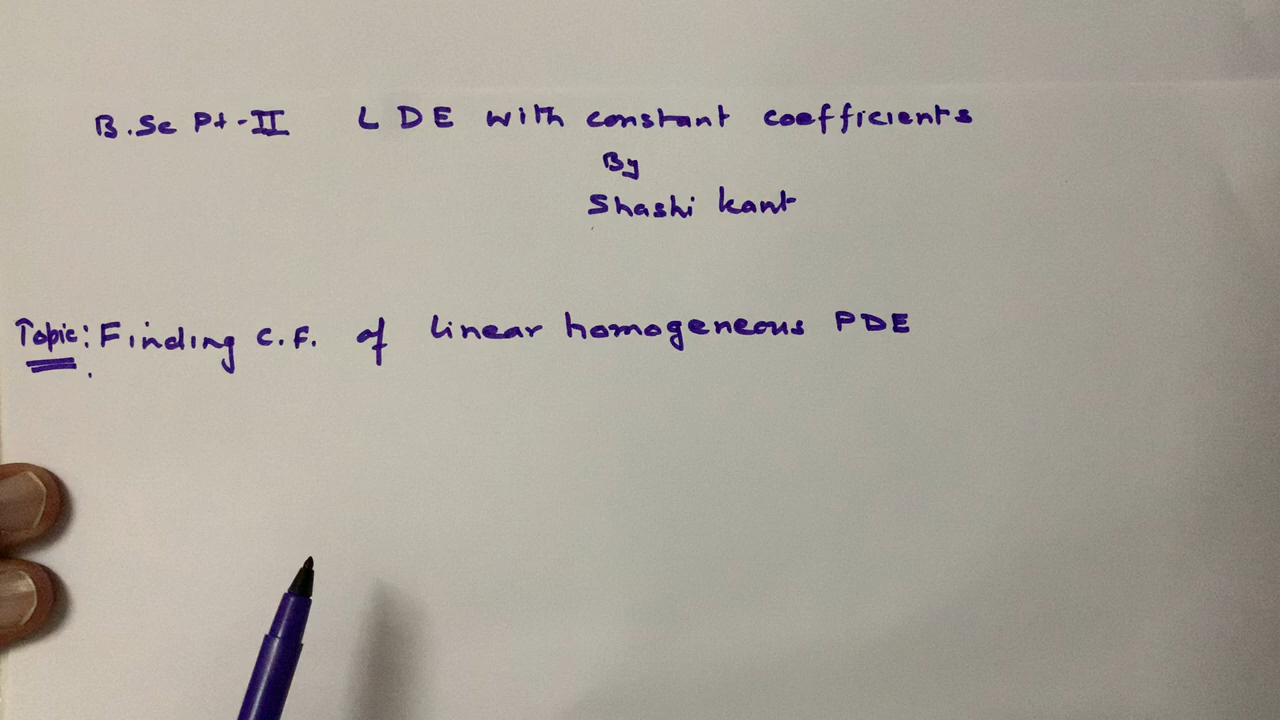 B.Sc Pt-II LDE with constant coefficients
By
Shashi kant
Topic: Finding C.F. of linear homogeneous PDE